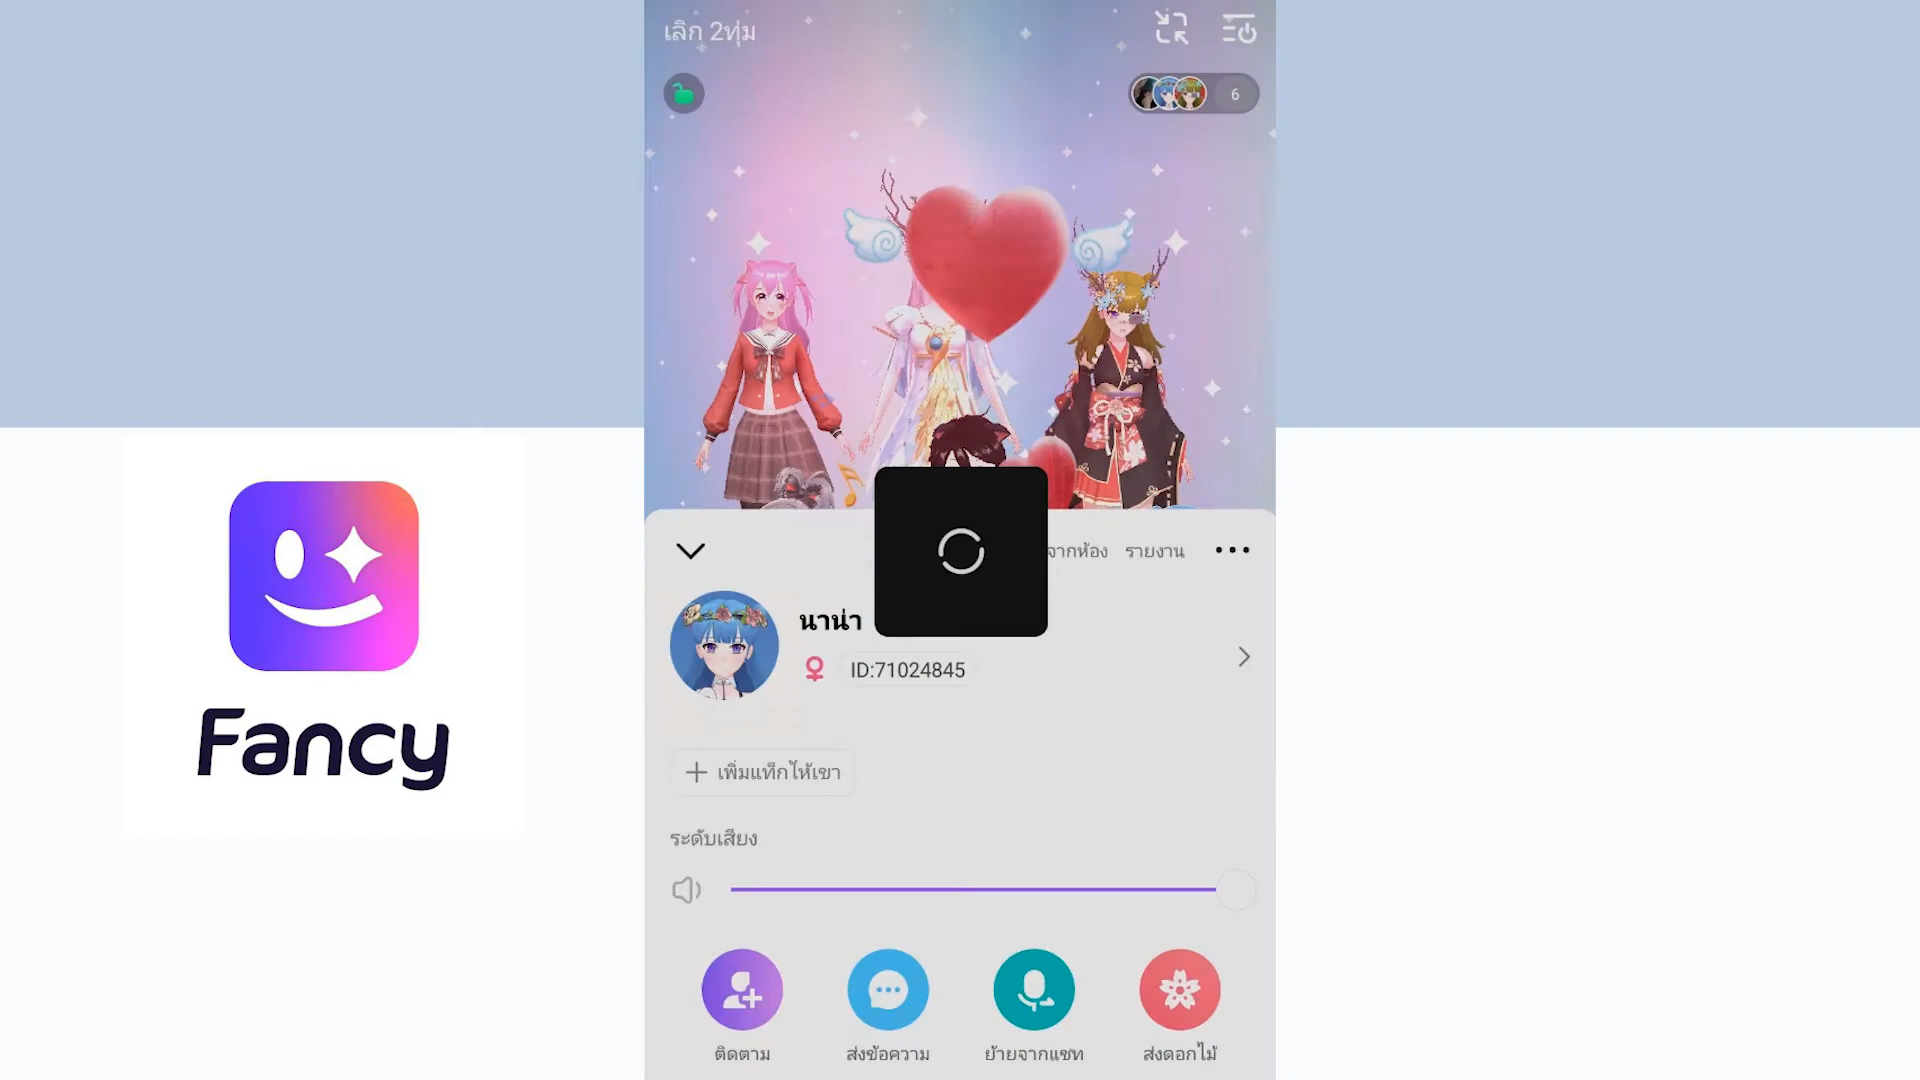 เลิก 2ทุ่ม
6
จากห้อง รายงาน
นาน่า
ID:71024845
เพิ่มแท็กให้เขา
ระดับเสียง
ติดตาม ส่งข้อความ ย้ายจากแชท ส่งดอกไม้
Fancy